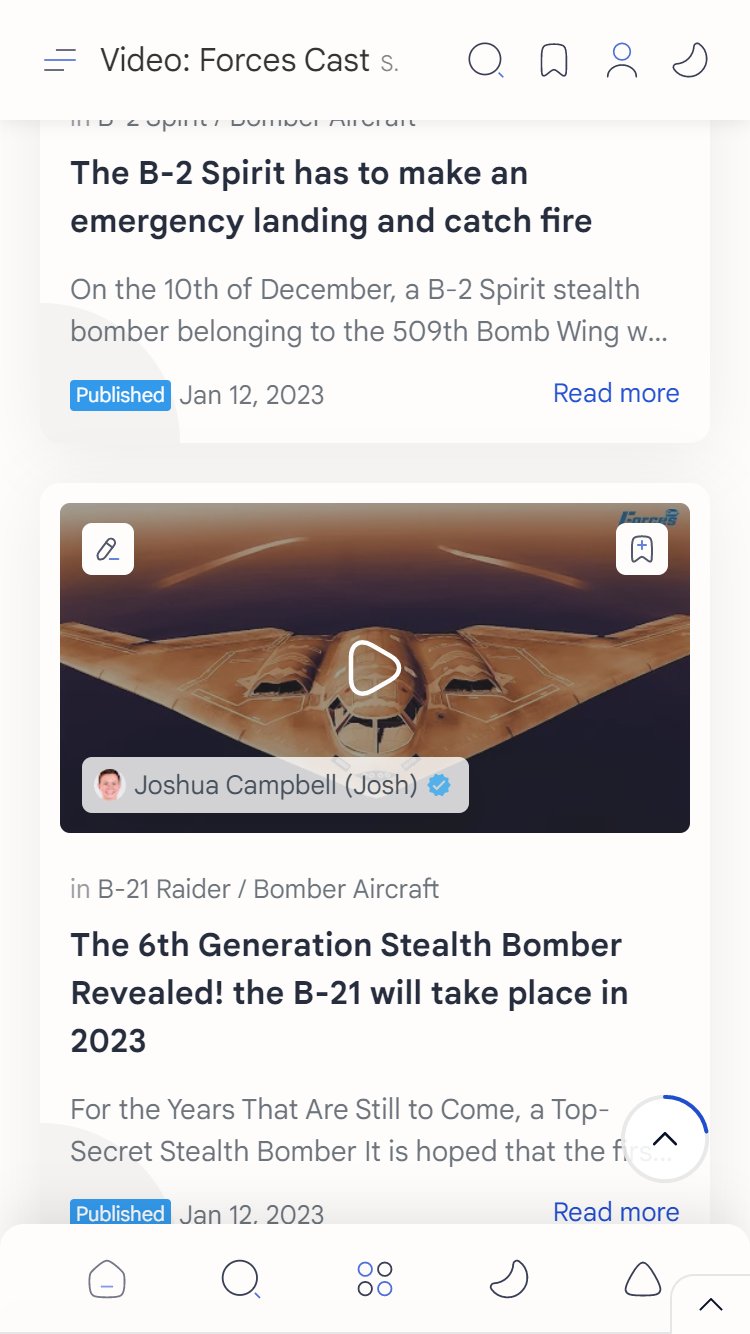 Video: Forces Cast s.
in B-2 Spirit / Bomber Aircraft
The B-2 Spirit has to make an
emergency landing and catch fire
On the 10th of December, a B-2 Spirit stealth
bomber belonging to the 509th Bomb Wing w...
Published Jan 12, 2023 Read more
Forces
Joshua Campbell (Josh)
in B-21 Raider / Bomber Aircraft
The 6th Generation Stealth Bomber
Revealed! the B-21 will take place in
2023
For the Years That Are Still to Come, a Top-
Secret Stealth Bomber It is hoped that the firs...
Published Jan 12, 2023 Read more